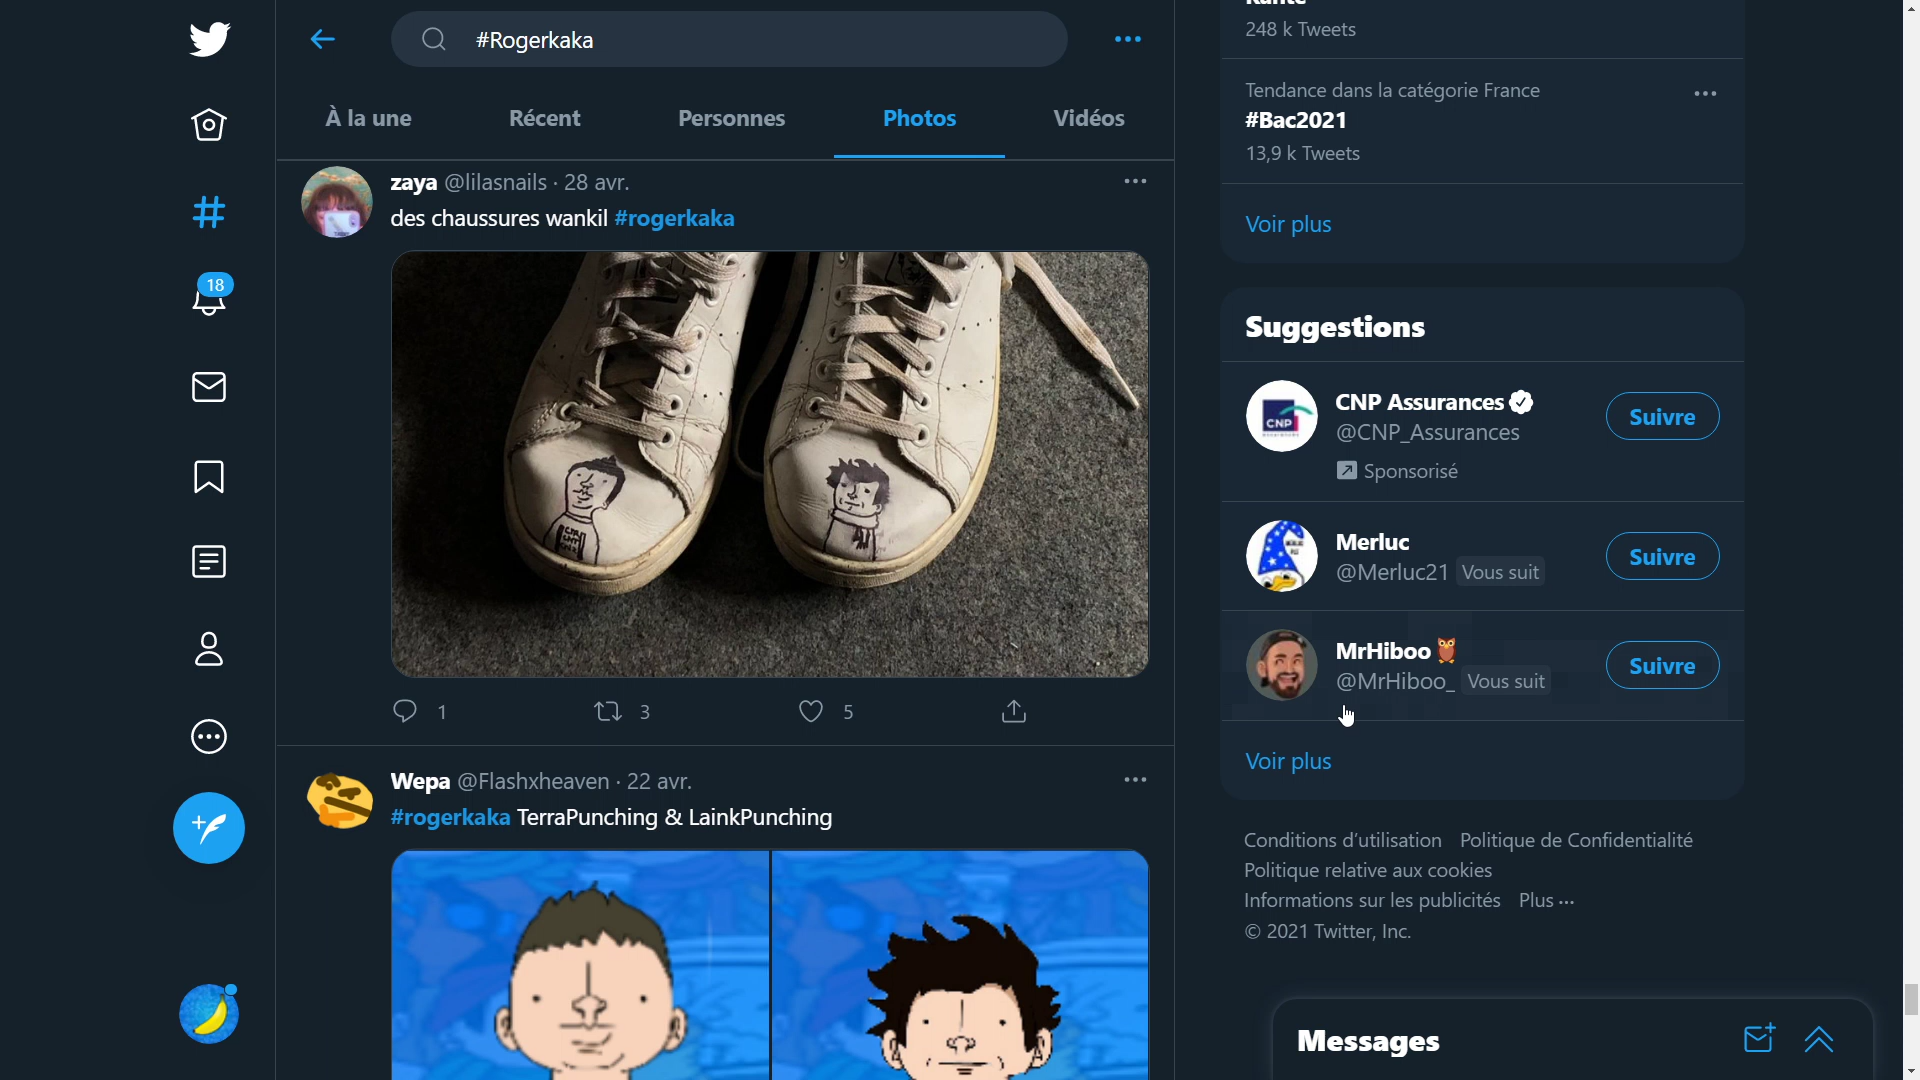 #Rogerkaka
À la une
Récent
Personnes
Photos
Vidéos
18
zaya @lilasnails · 28 avr.
des chaussures wankil #rogerkaka
1
3
5
Wepa @Flashxheaven · 22 avr.
#rogerkaka TerraPunching & LainkPunching
248 k Tweets
Tendance dans la catégorie France
#Bac2021
13,9 k Tweets
Voir plus
Suggestions
CNP
CNP Assurances
@CNP_Assurances
Sponsorisé
Suivre
Merluc
@Merluc21 Vous suit
Suivre
MrHiboo
@MrHiboo_ Vous suit
Suivre
Voir plus
Conditions d'utilisation Politique de Confidentialité
Politique relative aux cookies
Informations sur les publicités Plus ···
© 2021 Twitter, Inc.
Messages